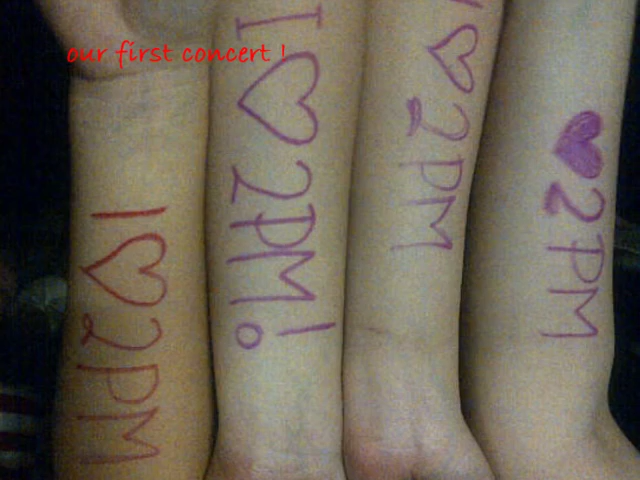 our first concert !
I ♡ 2PM
I ♡ 2PM!
I ♡ 2PM
♥ 2PM